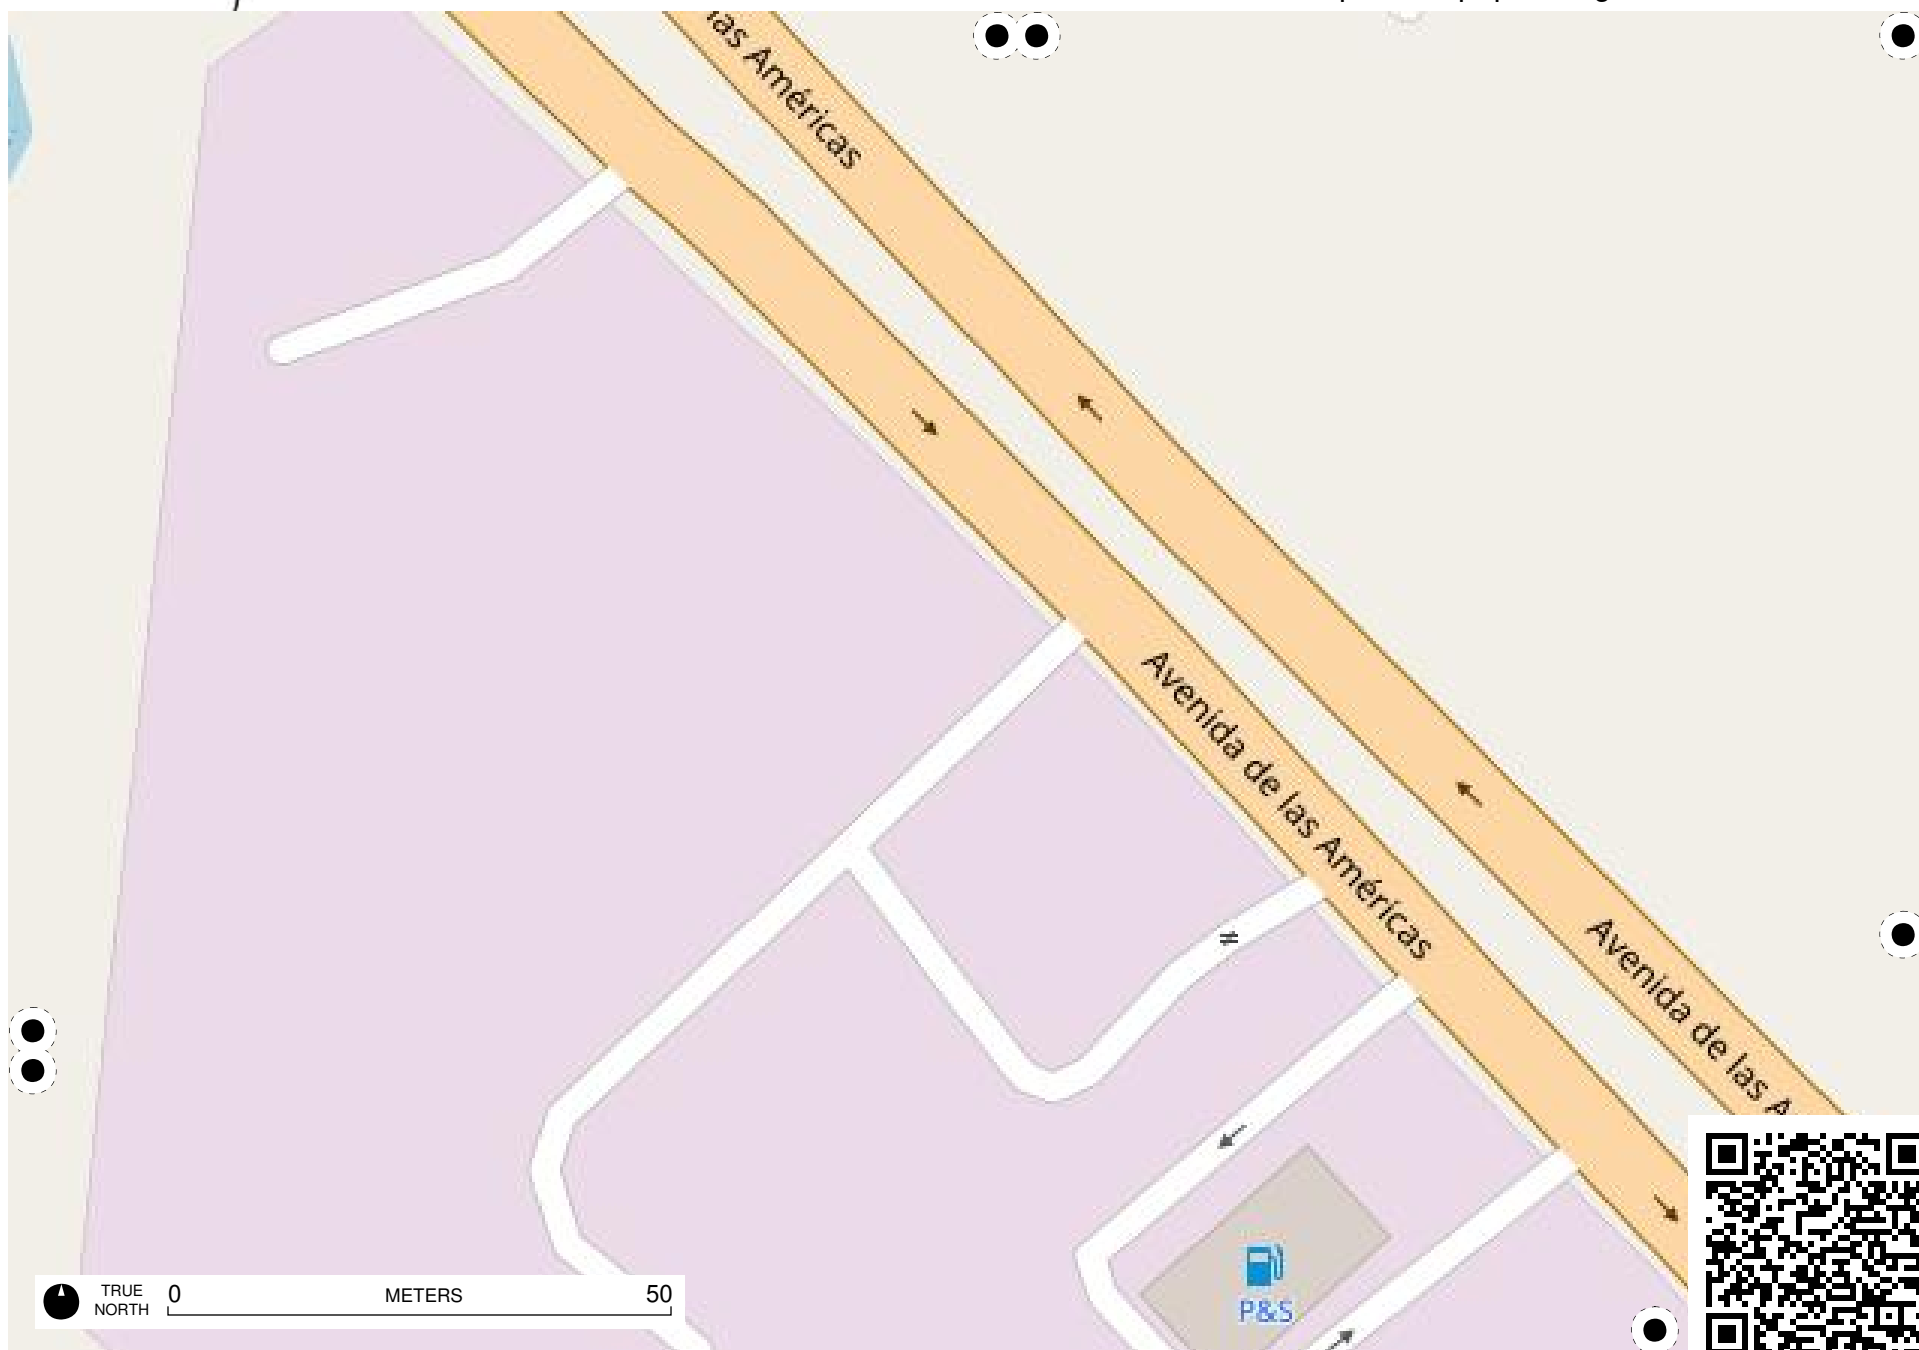 las Américas
Avenida de las Américas
Avenida de las A
P&S
TRUE
NORTH
0
METERS
50